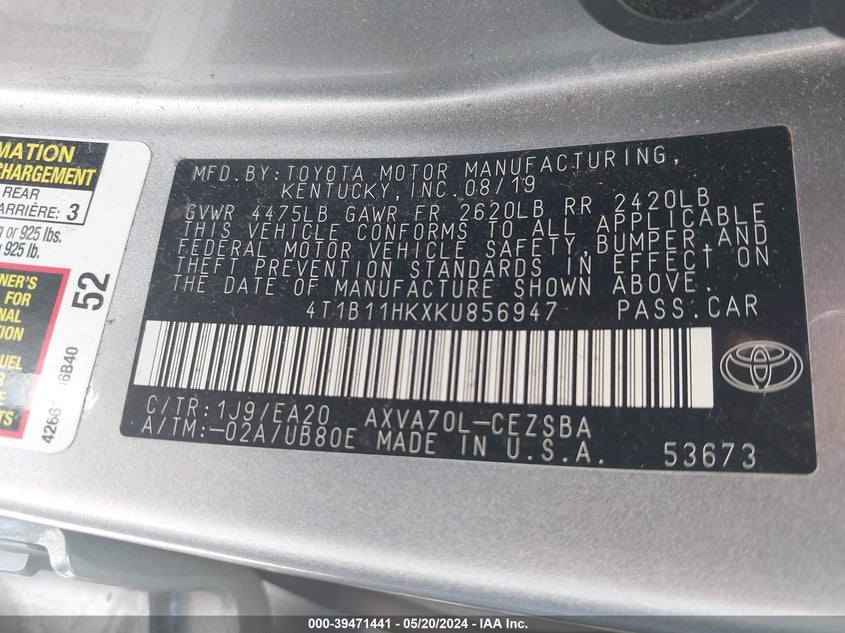 MATION
CHARGEMENT
REAR
ARRIÈRE: 3
or 925 lbs.
925 lb.
NER'S
FOR
52
MFD.BY:TOYOTA MOTOR MANUFACTURING,
KENTUCKY, INC.08/19
GVWR 4475LB GAWR FR 2620LB RR 2420LB
THIS VEHICLE CONFORMS TO ALL APPLICABLE
FEDERAL MOTOR VEHICLE SAFETY,BUMPER,AND
THEFT PREVENTION STANDARDS IN EFFECT ON
THE DATE OF MANUFACTURE SHOWN ABOVE.
4T1B11HKXKU856947 PASS.CAR
C/TR:1J9/EA20 AXVA70L-CEZSBA
A/TM:-02A/UB80E MADE IN U.S.A. 53673
000-39471441 - 05/20/2024 - IAA Inc.